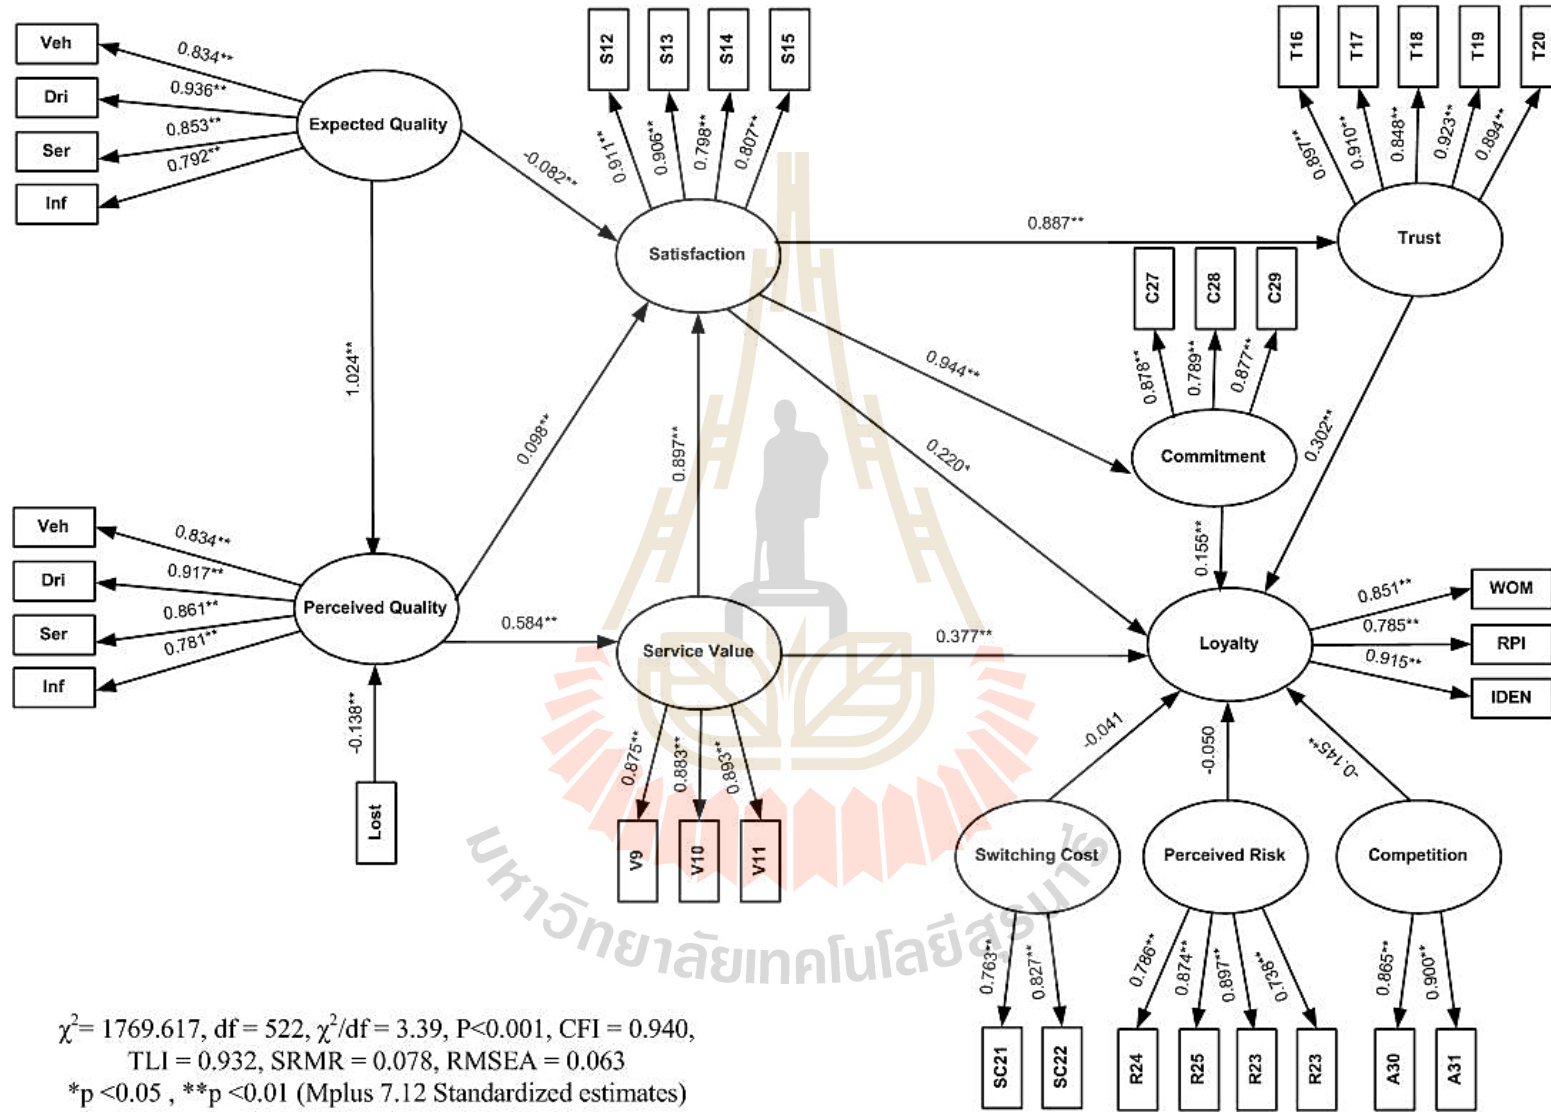 Veh
Dri
Ser
Inf
0.834**
0.936**
0.853**
0.792**
Expected Quality
-0.082**
1.024**
S12
S13
S14
S15
0.911**
0.906**
0.798**
0.807**
Satisfaction
0.887**
T16
T17
T18
T19
T20
0.897**
0.910**
0.848**
0.923**
0.894**
Trust
C27
C28
C29
0.878**
0.789**
0.877**
Commitment
0.944**
0.220*
0.302**
0.155**
0.098**
0.897**
Veh
Dri
Ser
Inf
0.834**
0.917**
0.861**
0.781**
Perceived Quality
0.584**
Service Value
0.377**
Loyalty
0.851**
0.785**
0.915**
WOM
RPI
IDEN
-0.138**
Lost
0.875**
0.883**
0.893**
V9
V10
V11
-0.041
-0.050
-0.145**
Switching Cost
Perceived Risk
Competition
0.763**
0.827**
0.786**
0.874**
0.897**
0.738**
0.865**
0.900**
SC21
SC22
R24
R25
R23
R23
A30
A31
มหาวิทยาลัยเทคโนโลยีสุรนารี
χ²= 1769.617, df = 522, χ²/df = 3.39, P<0.001, CFI = 0.940,
TLI = 0.932, SRMR = 0.078, RMSEA = 0.063
*p <0.05 , **p <0.01 (Mplus 7.12 Standardized estimates)